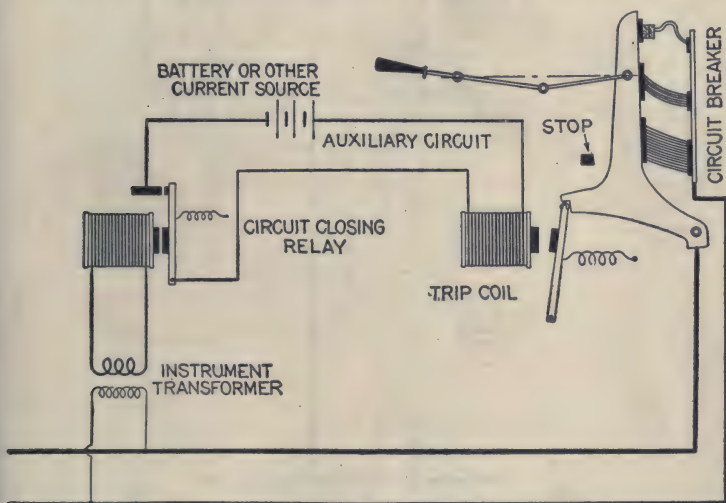 BATTERY OR OTHER
CURRENT SOURCE
AUXILIARY CIRCUIT
STOP
CIRCUIT BREAKER
CIRCUIT CLOSING
RELAY
TRIP COIL
INSTRUMENT
TRANSFORMER